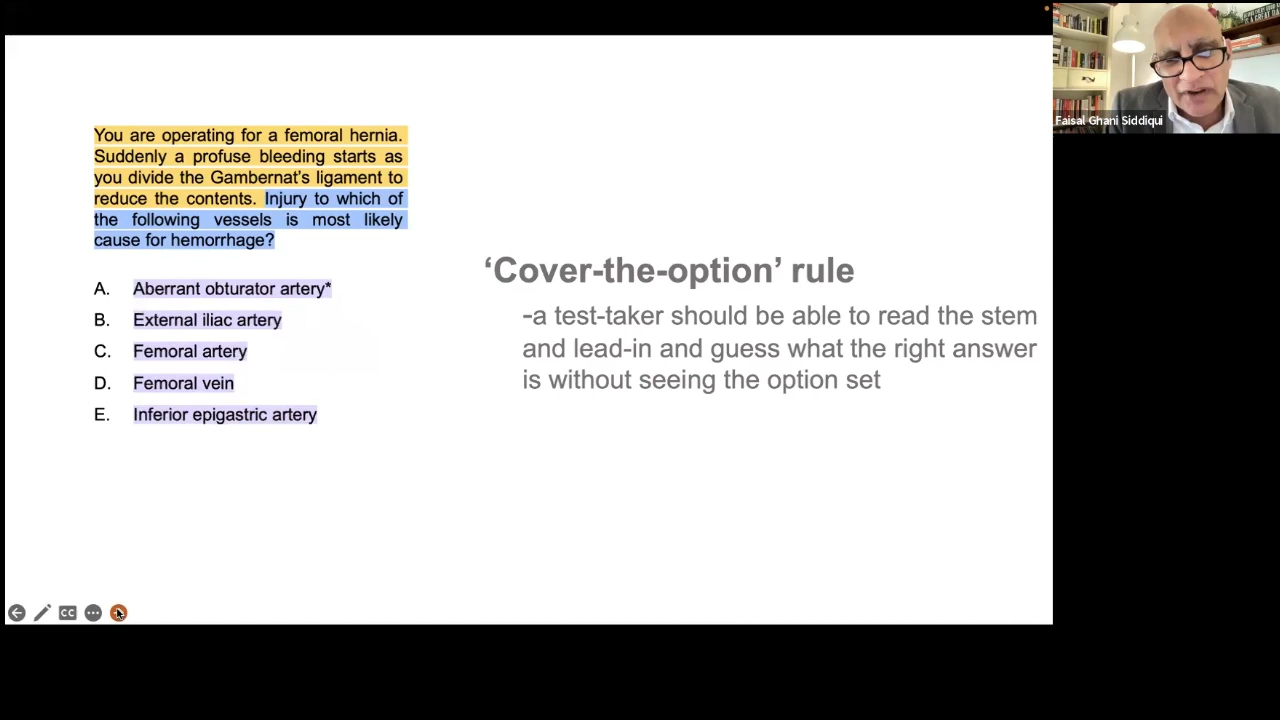 You are operating for a femoral hernia.
Suddenly a profuse bleeding starts as
you divide the Gambernat's ligament to
reduce the contents. Injury to which of
the following vessels is most likely
cause for hemorrhage?
A. Aberrant obturator artery*
B. External iliac artery
C. Femoral artery
D. Femoral vein
E. Inferior epigastric artery
‘Cover-the-option’ rule
-a test-taker should be able to read the stem
and lead-in and guess what the right answer
is without seeing the option set
Faisal Ghani Siddiqui
CC